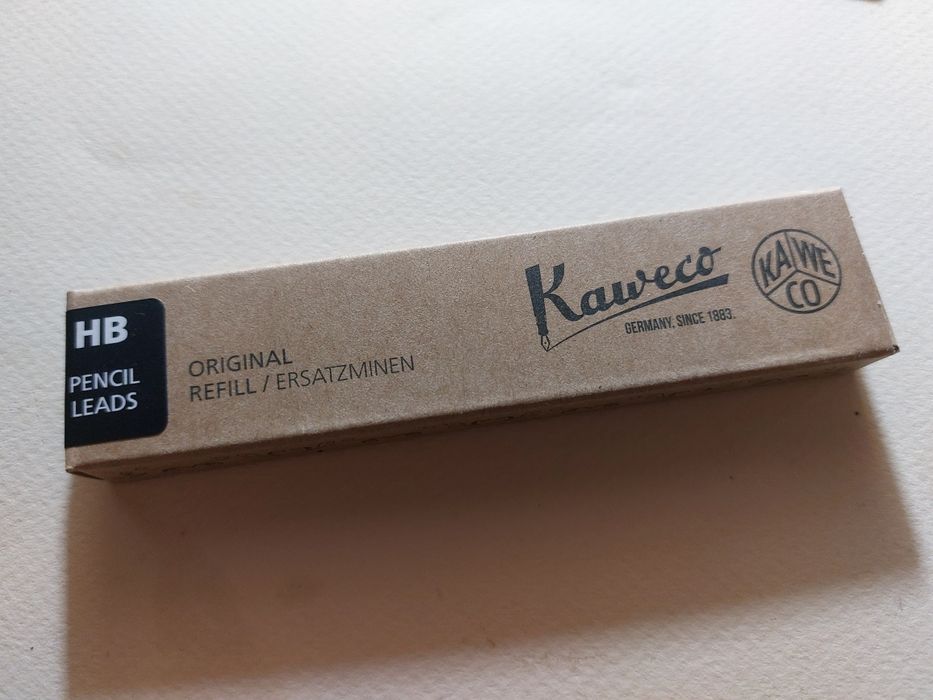 HB
PENCIL
LEADS
ORIGINAL
REFILL / ERSATZMINEN
Kaweco
GERMANY, SINCE 1883.
KA WE
CO